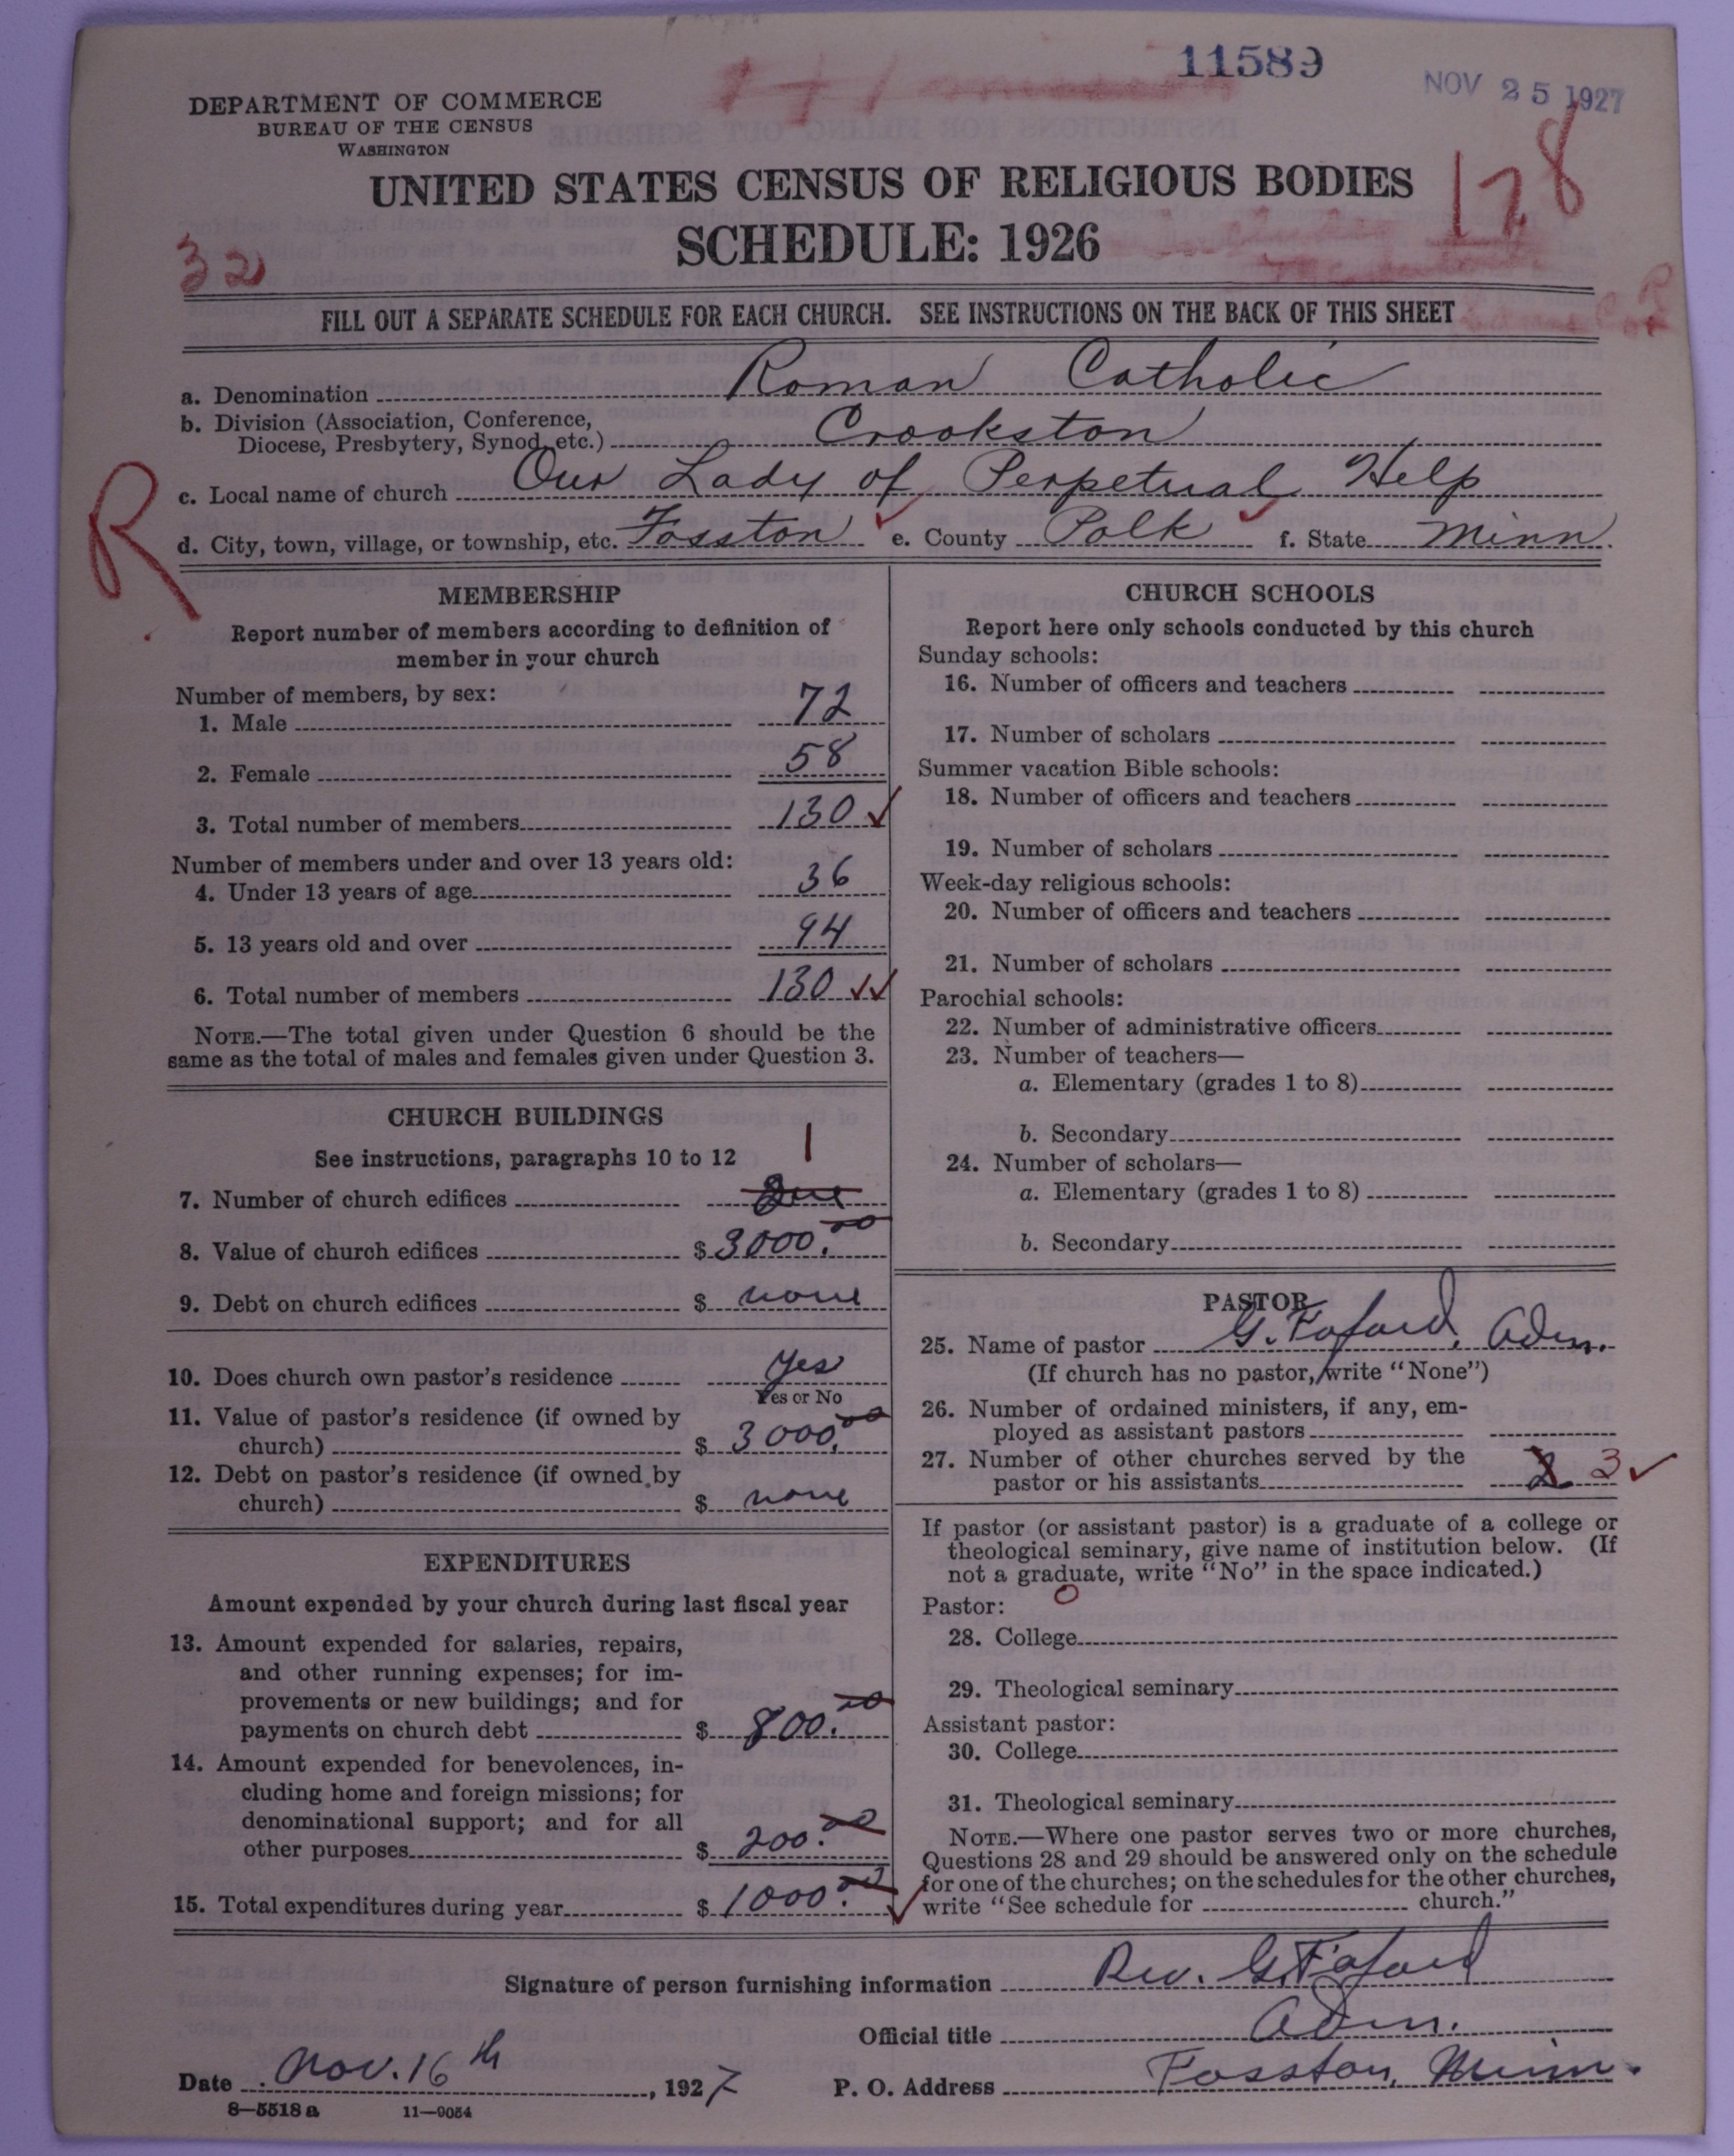 11589
NOV 25 1927
DEPARTMENT OF COMMERCE
BUREAU OF THE CENSUS
WASHINGTON
UNITED STATES CENSUS OF RELIGIOUS BODIES
SCHEDULE: 1926
178
32
FILL OUT A SEPARATE SCHEDULE FOR EACH CHURCH. SEE INSTRUCTIONS ON THE BACK OF THIS SHEET
a. Denomination Roman Catholic
b. Division (Association, Conference,
Diocese, Presbytery, Synod, etc.) Crookston
c. Local name of church Our Lady of Perpetual Help
R
d. City, town, village, or township, etc. Fosston e. County Polk f. State Minn.
MEMBERSHIP
Report number of members according to definition of
member in your church
Number of members, by sex:
1. Male 72
2. Female 58
3. Total number of members 130 ✓
Number of members under and over 13 years old:
4. Under 13 years of age 36
5. 13 years old and over 94
6. Total number of members 130 ✓✓
NOTE.—The total given under Question 6 should be the
same as the total of males and females given under Question 3.
CHURCH BUILDINGS
See instructions, paragraphs 10 to 12
7. Number of church edifices 1
8. Value of church edifices $3000.00
9. Debt on church edifices $ none
10. Does church own pastor's residence Yes
Yes or No
11. Value of pastor's residence (if owned by
church) $ 3000.00
12. Debt on pastor's residence (if owned by
church) $ none
EXPENDITURES
Amount expended by your church during last fiscal year
13. Amount expended for salaries, repairs,
and other running expenses; for im-
provements or new buildings; and for
payments on church debt $ 800.00
14. Amount expended for benevolences, in-
cluding home and foreign missions; for
denominational support; and for all
other purposes $ 200.00
15. Total expenditures during year $ 1000.00 ✓
CHURCH SCHOOLS
Report here only schools conducted by this church
Sunday schools:
16. Number of officers and teachers
17. Number of scholars
Summer vacation Bible schools:
18. Number of officers and teachers
19. Number of scholars
Week-day religious schools:
20. Number of officers and teachers
21. Number of scholars
Parochial schools:
22. Number of administrative officers
23. Number of teachers—
a. Elementary (grades 1 to 8)
b. Secondary
24. Number of scholars—
a. Elementary (grades 1 to 8)
b. Secondary
PASTOR
25. Name of pastor G. Foford, Adm.
(If church has no pastor, write "None")
26. Number of ordained ministers, if any, em-
ployed as assistant pastors
27. Number of other churches served by the
pastor or his assistants 2 3 ✓
If pastor (or assistant pastor) is a graduate of a college or
theological seminary, give name of institution below. (If
not a graduate, write "No" in the space indicated.)
Pastor: 0
28. College
29. Theological seminary
Assistant pastor:
30. College
31. Theological seminary
NOTE.—Where one pastor serves two or more churches,
Questions 28 and 29 should be answered only on the schedule
for one of the churches; on the schedules for the other churches,
write "See schedule for church."
Signature of person furnishing information Rev. G. Foford
Official title Adm.
Date Nov. 16th, 1927 P. O. Address Fosston, Minn.
8—5518 a 11—9054